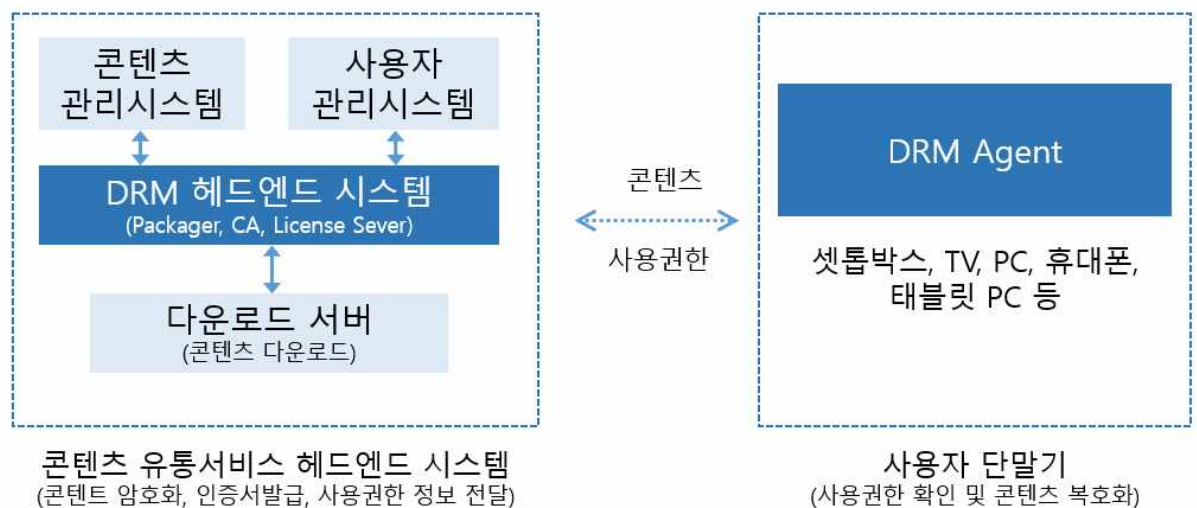 콘텐츠
관리시스템
사용자
관리시스템
DRM 헤드엔드 시스템
(Packager, CA, License Sever)
다운로드 서버
(콘텐츠 다운로드)
콘텐츠
사용권한
DRM Agent
셋톱박스, TV, PC, 휴대폰,
태블릿 PC 등
콘텐츠 유통서비스 헤드엔드 시스템
(콘텐트 암호화, 인증서발급, 사용권한 정보 전달)
사용자 단말기
(사용권한 확인 및 콘텐츠 복호화)